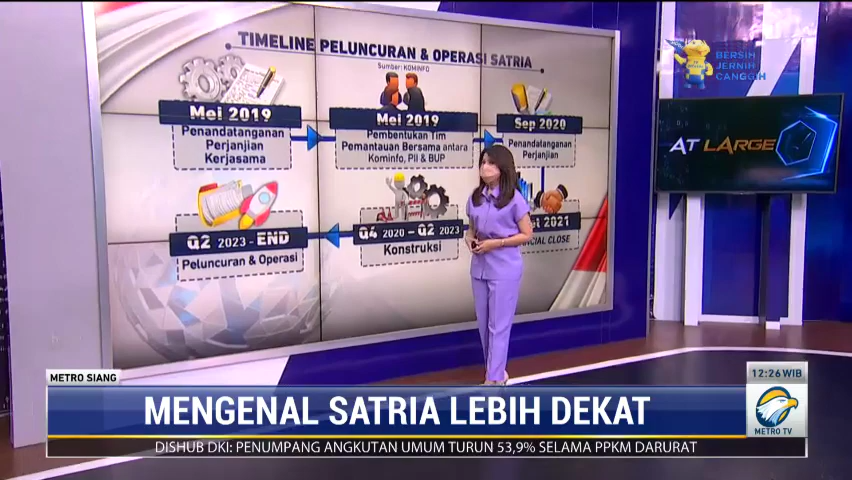 TIMELINE PELUNCURAN & OPERASI SATRIA
Sumber: KOMINFO
BERSIH
JERNIH
CANGGIH
Mei 2019
Penandatanganan
Perjanjian
Kerjasama
Mei 2019
Pembentukan Tim
Pemantauan Bersama antara
Kominfo, PII & BUP
Sep 2020
Penandatanganan
Perjanjian
AT LARGE
Q2 2023 - END
Peluncuran & Operasi
Q4 2020 - Q2 2023
Konstruksi
2021
CLOSE
METRO SIANG
12:26 WIB
MENGENAL SATRIA LEBIH DEKAT
METRO TV
DISHUB DKI: PENUMPANG ANGKUTAN UMUM TURUN 53,9% SELAMA PPKM DARURAT